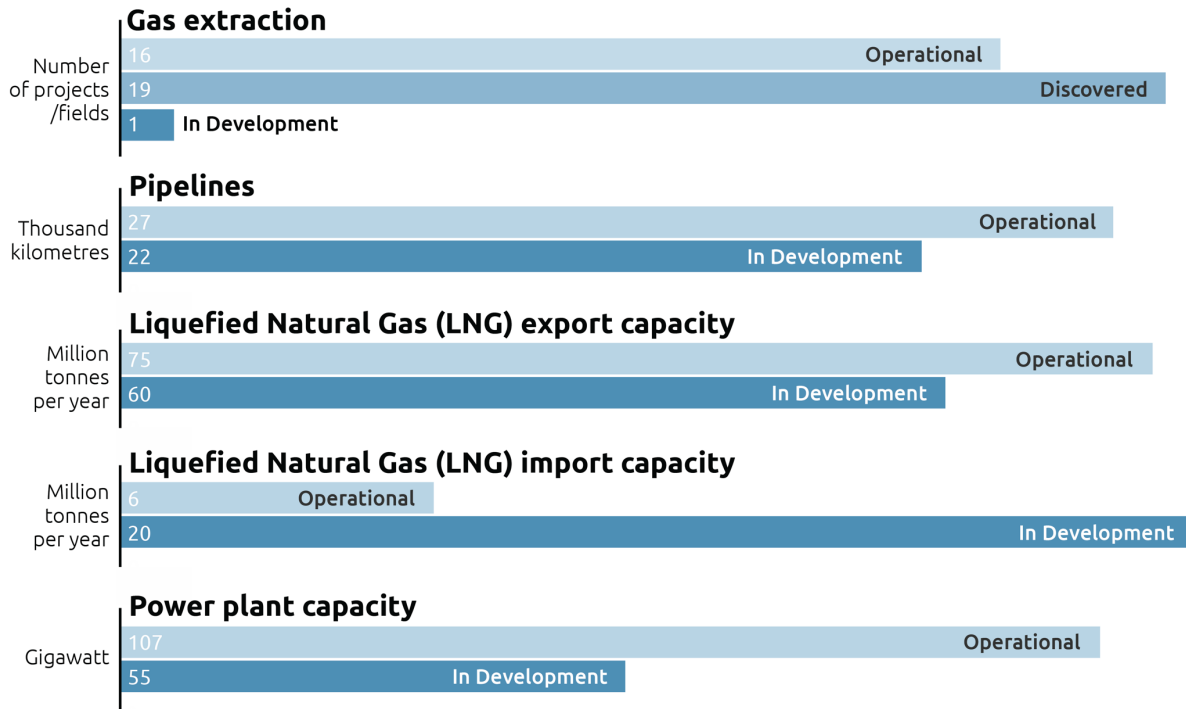 Gas extraction
Number
of projects
/fields
16 Operational
19 Discovered
1 In Development
Pipelines
Thousand
kilometres
27 Operational
22 In Development
Liquefied Natural Gas (LNG) export capacity
Million
tonnes
per year
75 Operational
60 In Development
Liquefied Natural Gas (LNG) import capacity
Million
tonnes
per year
6 Operational
20 In Development
Power plant capacity
Gigawatt
107 Operational
55 In Development